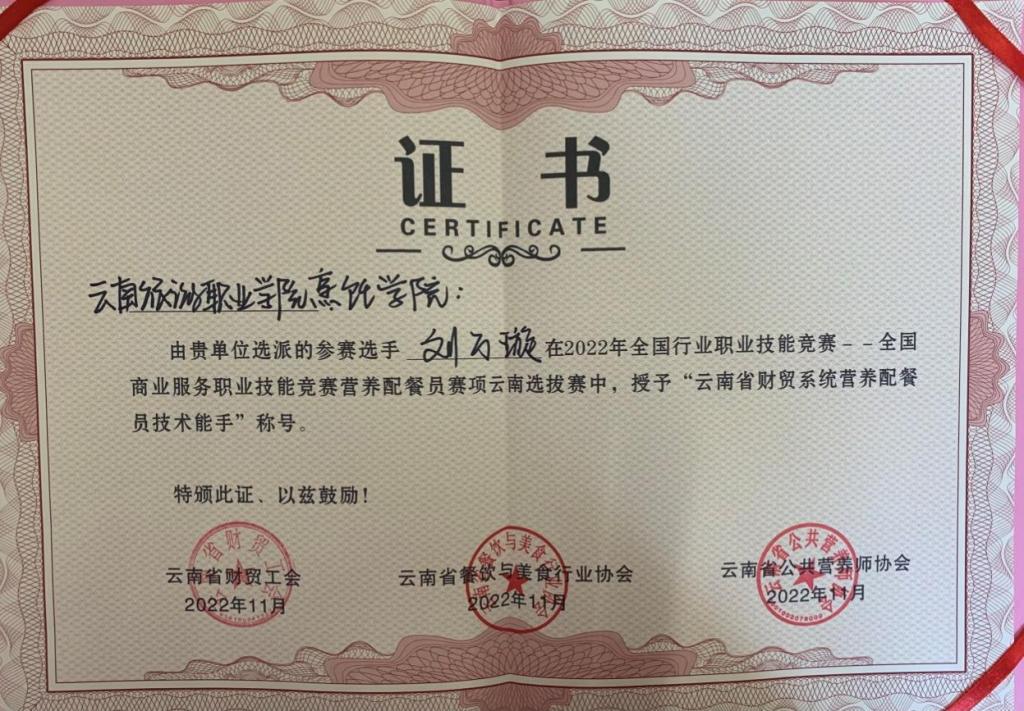 证 书
CERTIFICATE
云南旅游职业学院烹饪学院：
由贵单位选派的参赛选手 刘万璇 在2022年全国行业职业技能竞赛--全国
商业服务职业技能竞赛营养配餐员赛项云南选拔赛中，授予“云南省财贸系统营养配餐
员技术能手”称号。
特颁此证、以兹鼓励！
云南省财贸工会
2022年11月
云南省餐饮与美食行业协会
2022年11月
云南省公共营养师协会
2022年11月